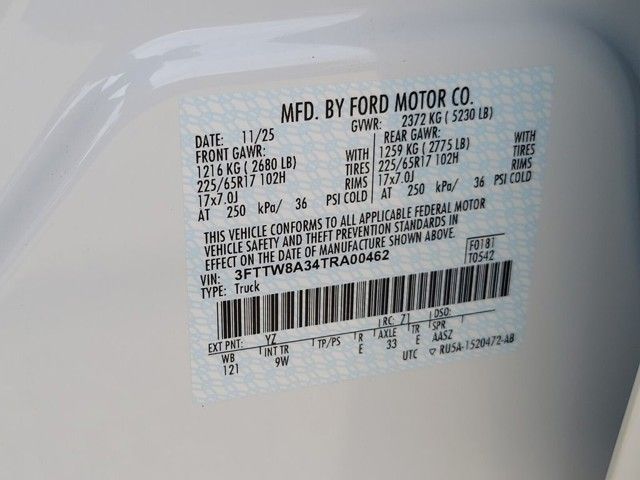 MFD. BY FORD MOTOR CO.
DATE: 11/25 GVWR: 2372 KG ( 5230 LB)
FRONT GAWR: REAR GAWR:
1216 KG ( 2680 LB) WITH 1259 KG ( 2775 LB) WITH
225/65R17 102H TIRES 225/65R17 102H TIRES
17x7.0J RIMS 17x7.0J RIMS
AT 250 kPa/ 36 PSI COLD AT 250 kPa/ 36 PSI COLD
THIS VEHICLE CONFORMS TO ALL APPLICABLE FEDERAL MOTOR
VEHICLE SAFETY AND THEFT PREVENTION STANDARDS IN
EFFECT ON THE DATE OF MANUFACTURE SHOWN ABOVE.
VIN: 3FTTW8A34TRA00462 F0181
TYPE: Truck T0542
EXT PNT: YZ RC: 71 DSO:
WB INT TR TP/PS R AXLE TR SPR
121 9W E 33 E AASZ
UTC ▽ RU5A-1520472-AB